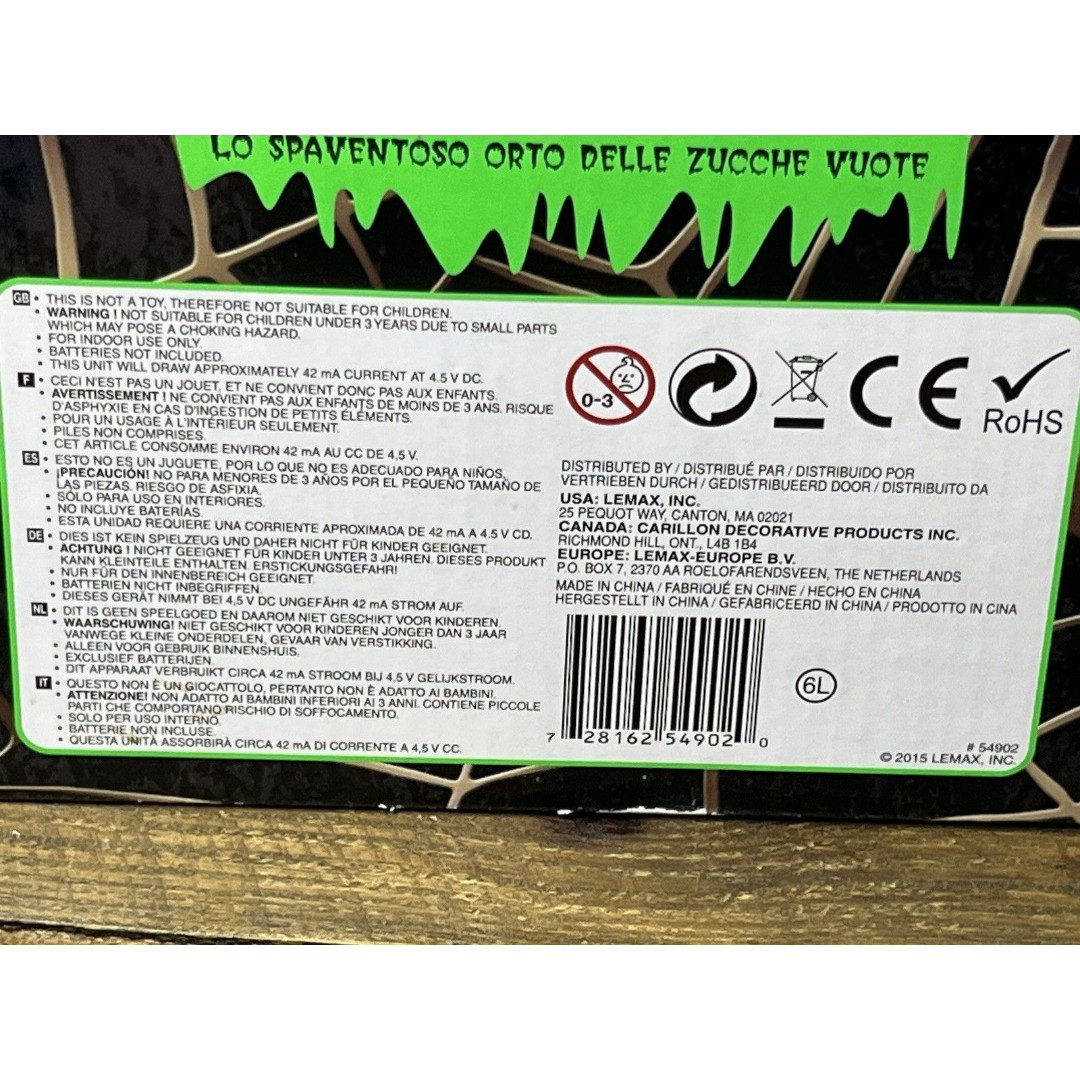 LO SPAVENTOSO ORTO DELLE ZUCCHE VUOTE
GB • THIS IS NOT A TOY, THEREFORE NOT SUITABLE FOR CHILDREN.
• WARNING ! NOT SUITABLE FOR CHILDREN UNDER 3 YEARS DUE TO SMALL PARTS
WHICH MAY POSE A CHOKING HAZARD.
• FOR INDOOR USE ONLY.
• BATTERIES NOT INCLUDED.
• THIS UNIT WILL DRAW APPROXIMATELY 42 mA CURRENT AT 4.5 V DC.
F • CECI N'EST PAS UN JOUET, ET NE CONVIENT DONC PAS AUX ENFANTS.
• AVERTISSEMENT ! NE CONVIENT PAS AUX ENFANTS DE MOINS DE 3 ANS. RISQUE
D'ASPHYXIE EN CAS D'INGESTION DE PETITS ÉLÉMENTS.
• POUR UN USAGE À L'INTÉRIEUR SEULEMENT.
• PILES NON COMPRISES.
• CET ARTICLE CONSOMME ENVIRON 42 mA AU CC DE 4,5 V.
ES • ESTO NO ES UN JUGUETE, POR LO QUE NO ES ADECUADO PARA NIÑOS.
• ¡PRECAUCIÓN! NO PARA MENORES DE 3 AÑOS POR EL PEQUEÑO TAMAÑO DE
LAS PIEZAS. RIESGO DE ASFIXIA.
• SÓLO PARA USO EN INTERIORES.
• NO INCLUYE BATERÍAS.
• ESTA UNIDAD REQUIERE UNA CORRIENTE APROXIMADA DE 42 mA A 4.5 V CD.
DE • DIES IST KEIN SPIELZEUG UND DAHER NICHT FÜR KINDER GEEIGNET.
• ACHTUNG ! NICHT GEEIGNET FÜR KINDER UNTER 3 JAHREN. DIESES PRODUKT
KANN KLEINTEILE ENTHALTEN. ERSTICKUNGSGEFAHR!
• NUR FÜR DEN INNENBEREICH GEEIGNET.
• BATTERIEN NICHT INBEGRIFFEN.
• DIESES GERÄT NIMMT BEI 4,5 V DC UNGEFÄHR 42 mA STROM AUF.
NL • DIT IS GEEN SPEELGOED EN DAAROM NIET GESCHIKT VOOR KINDEREN.
• WAARSCHUWING! NIET GESCHIKT VOOR KINDEREN JONGER DAN 3 JAAR
VANWEGE KLEINE ONDERDELEN, GEVAAR VAN VERSTIKKING.
• ALLEEN VOOR GEBRUIK BINNENSHUIS.
• EXCLUSIEF BATTERIJEN.
• DIT APPARAAT VERBRUIKT CIRCA 42 mA STROOM BIJ 4,5 V GELIJKSTROOM.
IT • QUESTO NON È UN GIOCATTOLO, PERTANTO NON È ADATTO AI BAMBINI.
• ATTENZIONE! NON ADATTO AI BAMBINI INFERIORI AI 3 ANNI. CONTIENE PICCOLE
PARTI CHE COMPORTANO RISCHIO DI SOFFOCAMENTO.
• SOLO PER USO INTERNO.
• BATTERIE NON INCLUSE.
• QUESTA UNITÀ ASSORBIRÀ CIRCA 42 mA DI CORRENTE A 4,5 V CC.
0-3
CE
RoHS
DISTRIBUTED BY / DISTRIBUÉ PAR / DISTRIBUIDO POR
VERTRIEBEN DURCH / GEDISTRIBUEERD DOOR / DISTRIBUITO DA
USA: LEMAX, INC.
25 PEQUOT WAY, CANTON, MA 02021
CANADA: CARILLON DECORATIVE PRODUCTS INC.
RICHMOND HILL, ONT., L4B 1B4
EUROPE: LEMAX-EUROPE B.V.
P.O. BOX 7, 2370 AA ROELOFARENDSVEEN, THE NETHERLANDS
MADE IN CHINA / FABRIQUÉ EN CHINE / HECHO EN CHINA
HERGESTELLT IN CHINA / GEFABRICEERD IN CHINA / PRODOTTO IN CINA
7 28162 54902 0
6L
# 54902
© 2015 LEMAX, INC.